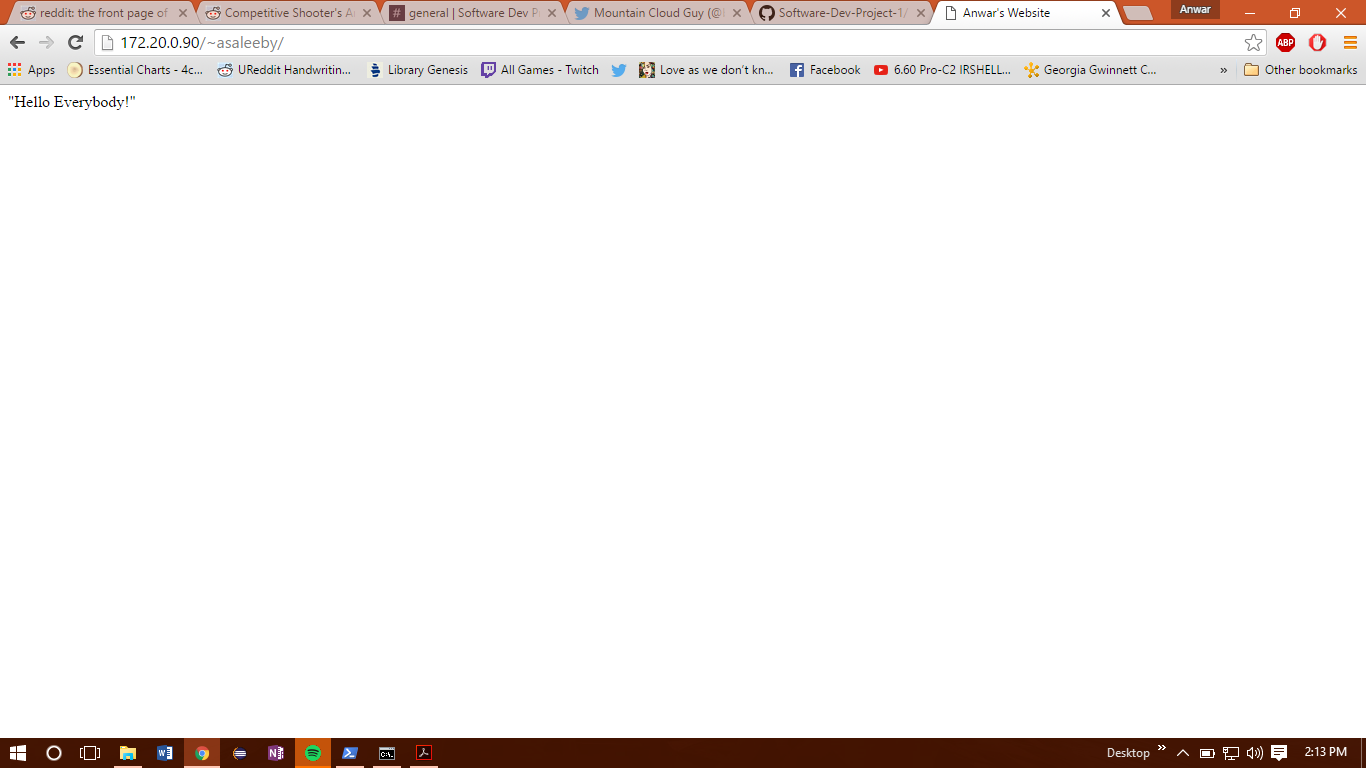 reddit: the front page of
Competitive Shooter's A
# general | Software Dev P
Mountain Cloud Guy (@
Software-Dev-Project-1/
Anwar's Website
Anwar
172.20.0.90/~asaleeby/
ABP
Apps
Essential Charts - 4c...
UReddit Handwritin...
Library Genesis
All Games - Twitch
Love as we don't kn...
Facebook
6.60 Pro-C2 IRSHELL...
Georgia Gwinnett C...
»
Other bookmarks
"Hello Everybody!"
Desktop
»
2:13 PM